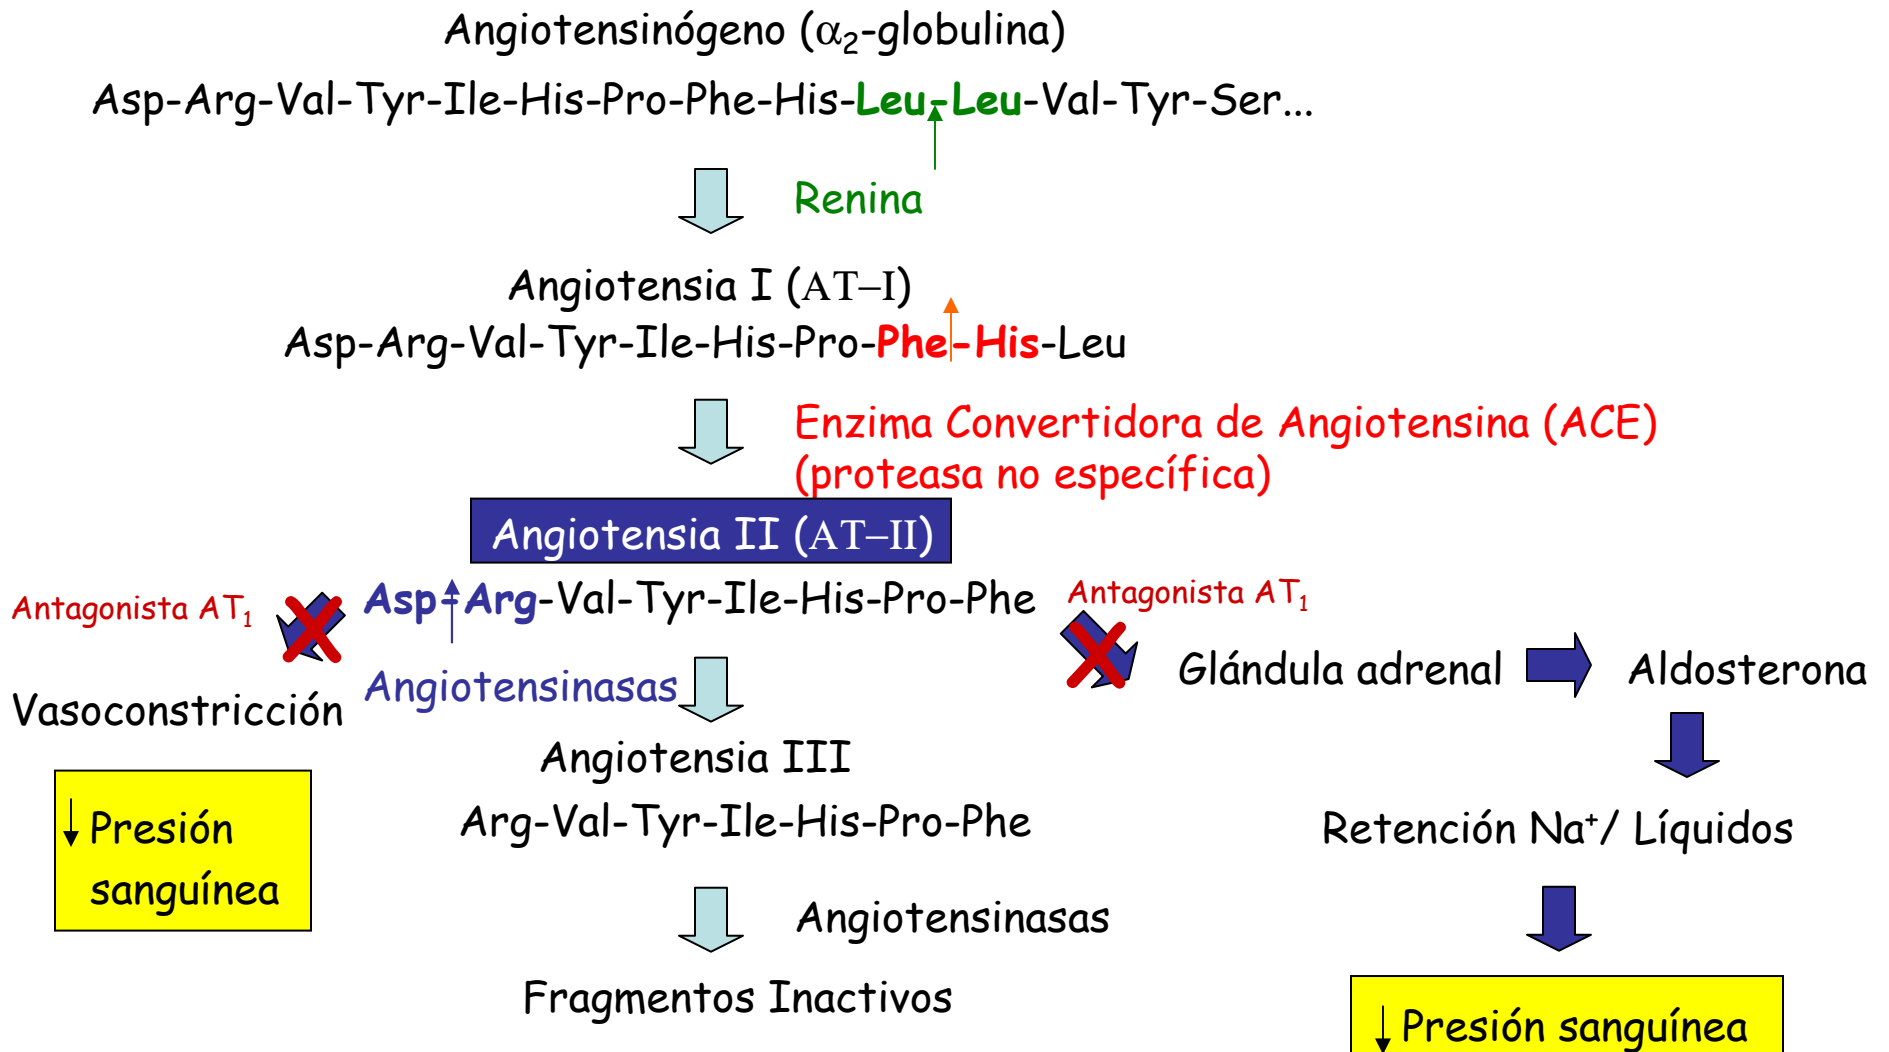 Angiotensinógeno (α₂-globulina)
Asp-Arg-Val-Tyr-Ile-His-Pro-Phe-His-Leu-Leu-Val-Tyr-Ser...
Renina
Angiotensia I (AT–I)
Asp-Arg-Val-Tyr-Ile-His-Pro-Phe-His-Leu
Enzima Convertidora de Angiotensina (ACE)
(proteasa no específica)
Angiotensia II (AT–II)
Antagonista AT₁
Asp-Arg-Val-Tyr-Ile-His-Pro-Phe
Antagonista AT₁
Glándula adrenal
Aldosterona
Angiotensinasas
Vasoconstricción
Angiotensia III
Arg-Val-Tyr-Ile-His-Pro-Phe
↓ Presión
sanguínea
Retención Na⁺/ Líquidos
Angiotensinasas
Fragmentos Inactivos
↓ Presión sanguínea